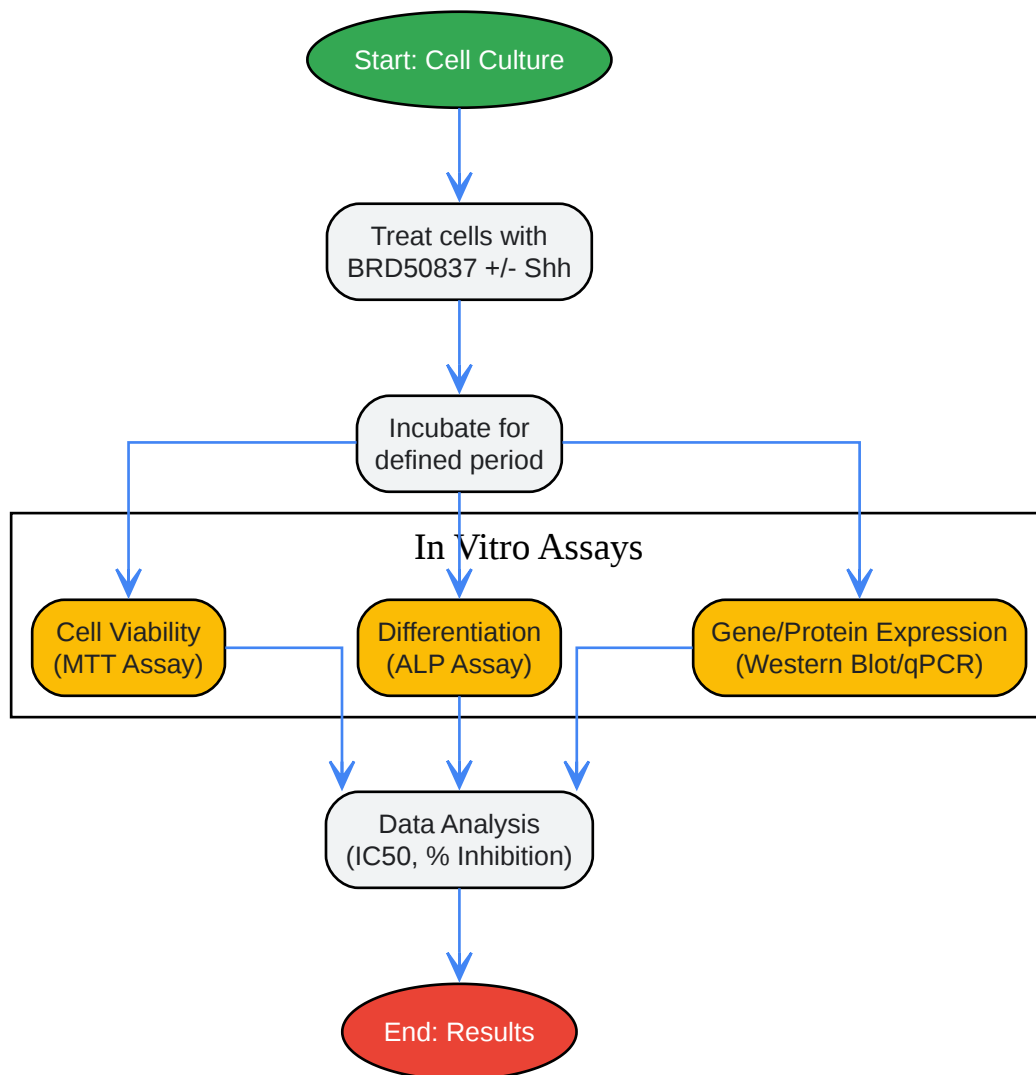 Start: Cell Culture
Treat cells with
BRD50837 +/- Shh
Incubate for
defined period
In Vitro Assays
Cell Viability
(MTT Assay)
Differentiation
(ALP Assay)
Gene/Protein Expression
(Western Blot/qPCR)
Data Analysis
(IC50, % Inhibition)
End: Results